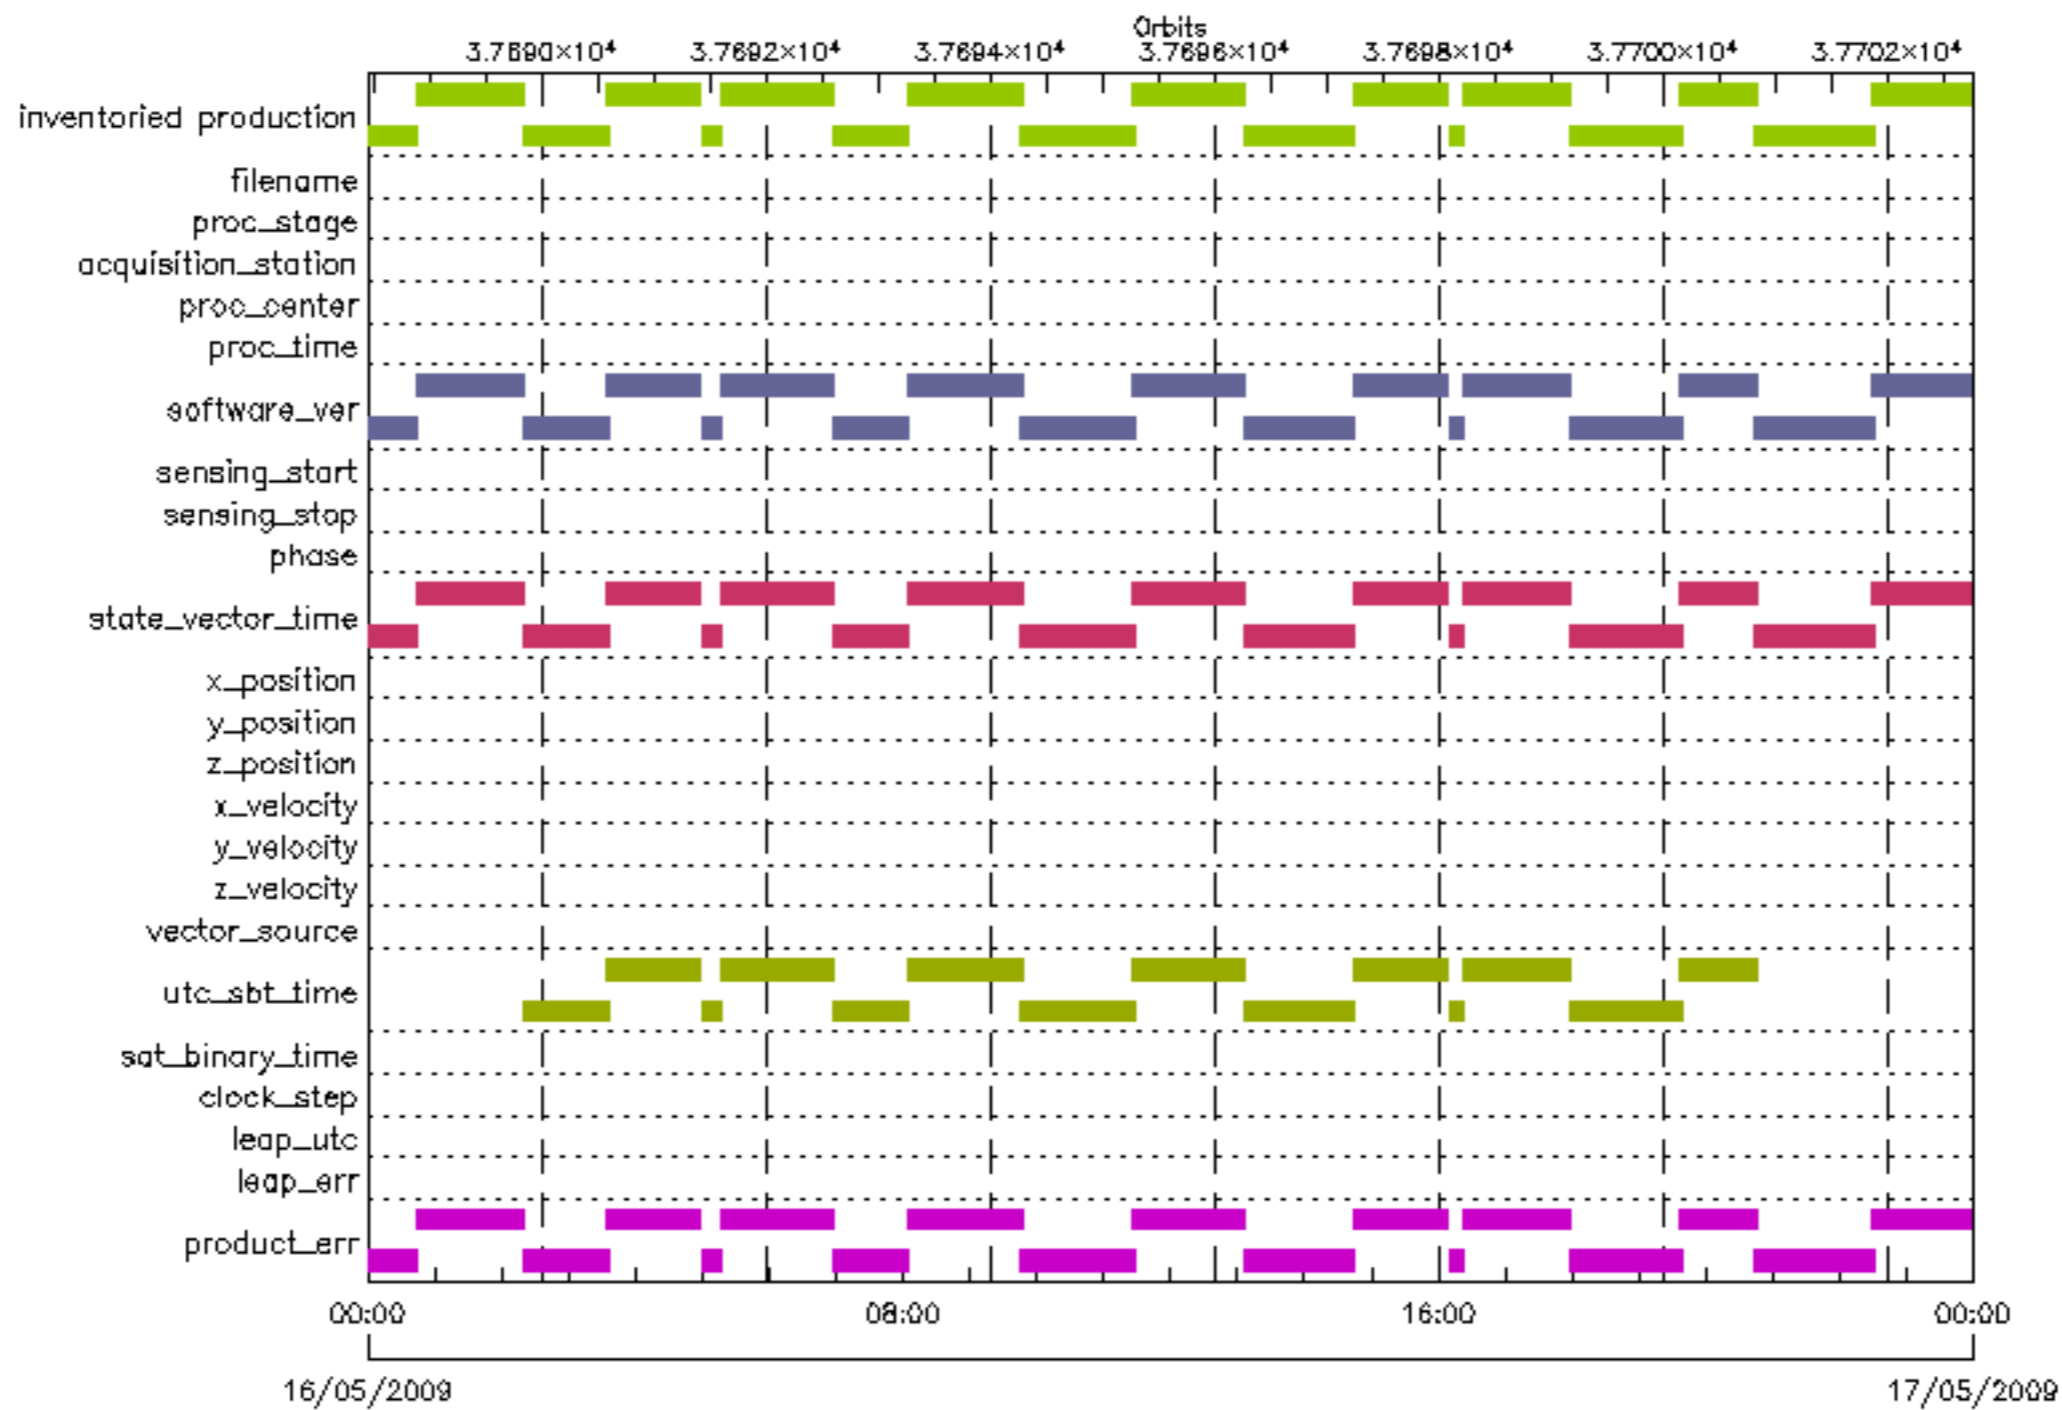 Orbits
3.7690×10⁴ 3.7692×10⁴ 3.7694×10⁴ 3.7696×10⁴ 3.7698×10⁴ 3.7700×10⁴ 3.7702×10⁴
inventoried production
filename
proc_stage
acquisition_station
proc_center
proc_time
software_ver
sensing_start
sensing_stop
phase
state_vector_time
x_position
y_position
z_position
x_velocity
y_velocity
z_velocity
vector_source
utc_sbt_time
sat_binary_time
clock_step
leap_utc
leap_err
product_err
00:00 08:00 16:00 00:00
16/05/2009 17/05/2009